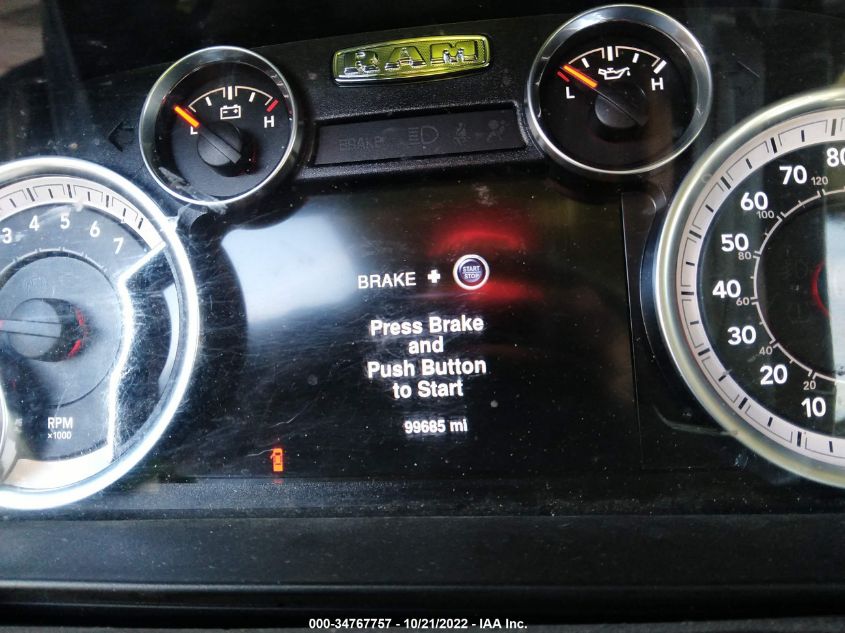 RAM
L H
L H
BRAKE
3 4 5 6 7
RPM
×1000
BRAKE + START STOP
Press Brake
and
Push Button
to Start
99685 mi
80
70
60
50
40
30
20
10
120
100
80
60
40
20
000-34767757 - 10/21/2022 - IAA Inc.